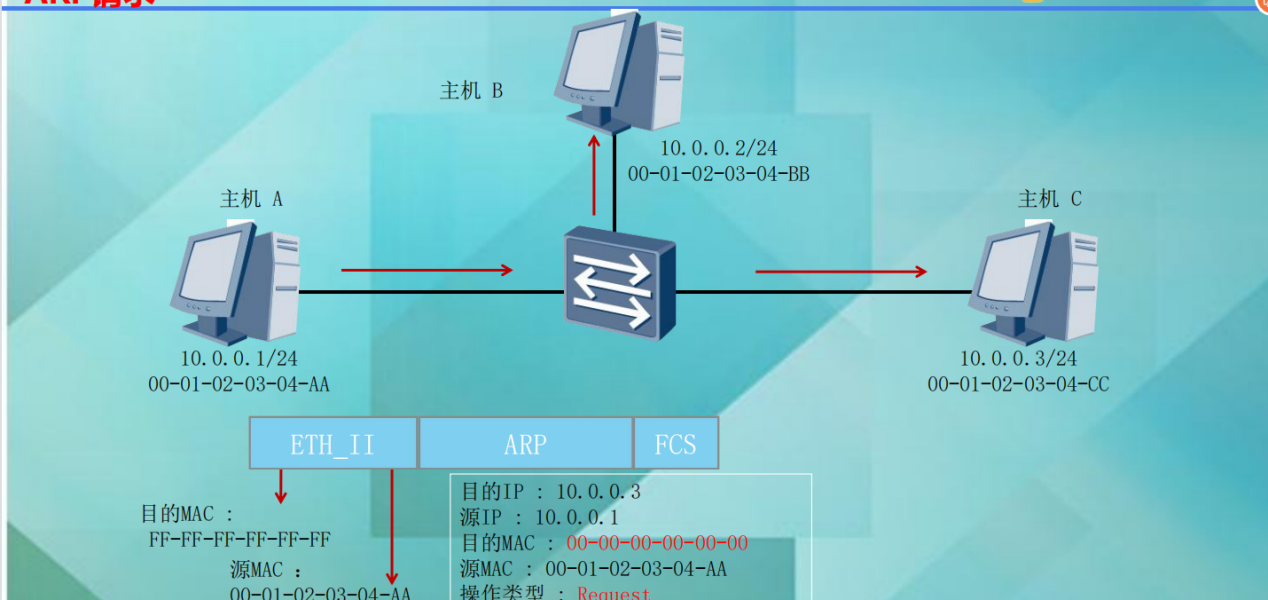 ARP请求
主机 B
10.0.0.2/24
00-01-02-03-04-BB
主机 A
主机 C
10.0.0.1/24
00-01-02-03-04-AA
10.0.0.3/24
00-01-02-03-04-CC
ETH_II
ARP
FCS
目的MAC :
FF-FF-FF-FF-FF-FF
源MAC :
00-01-02-03-04-AA
目的IP : 10.0.0.3
源IP : 10.0.0.1
目的MAC : 00-00-00-00-00-00
源MAC : 00-01-02-03-04-AA
操作类型 : Request